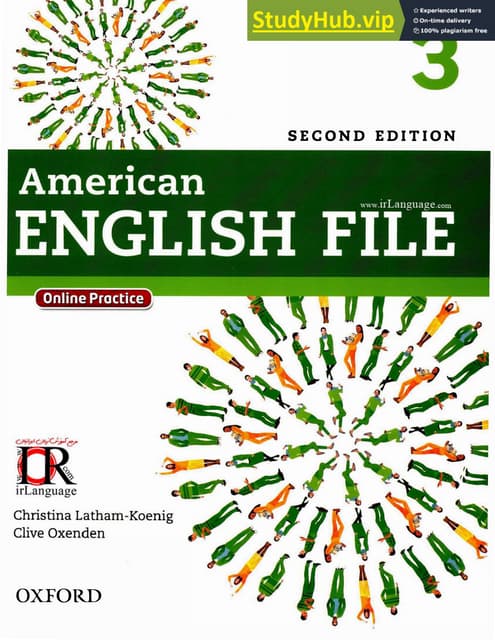 StudyHub.vip
Experienced writers
On-time delivery
100% plagiarism free
3
SECOND EDITION
American
www.irLanguage.com
ENGLISH FILE
Online Practice
irLanguage
.com
Christina Latham-Koenig
Clive Oxenden
OXFORD